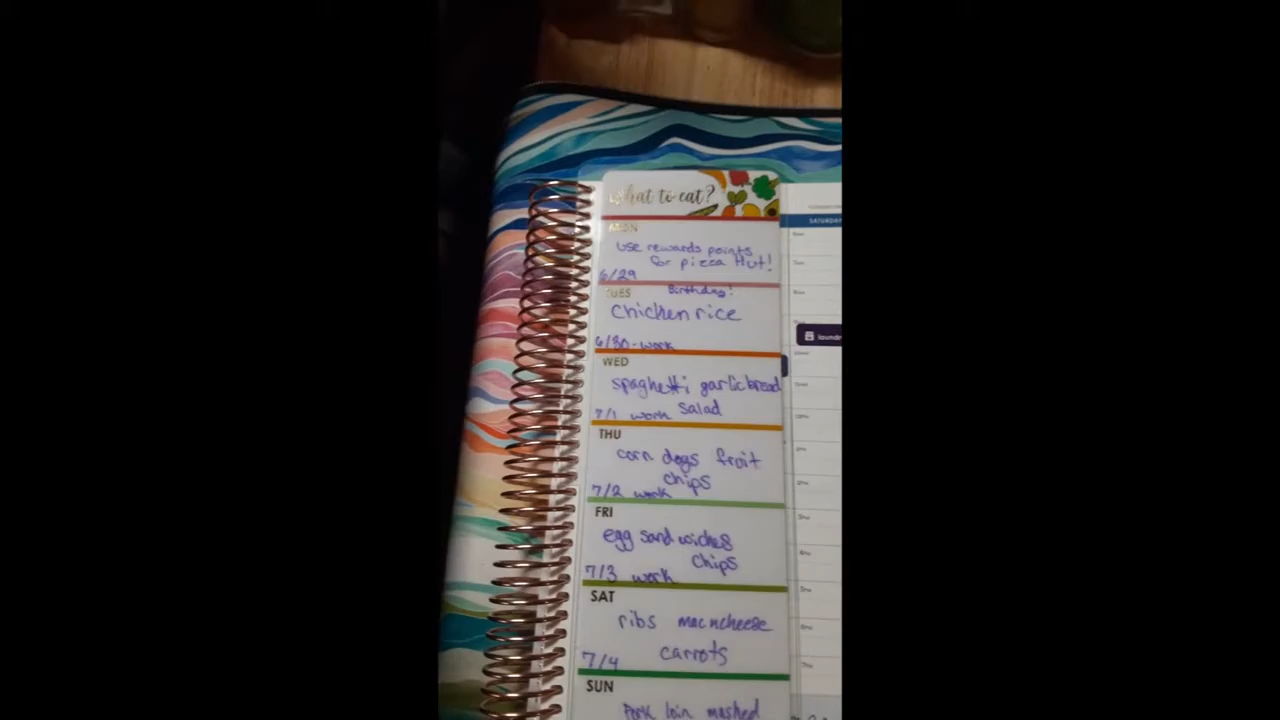 What to eat?
MON
use rewards points
for pizza Hut!
6/29
TUES
Birthday!
Chicken rice
6/30-work
WED
spaghetti garlic bread
7/1 work salad
THU
corn dogs fruit
chips
7/2 work
FRI
egg sandwiches
chips
7/3 work
SAT
ribs mac n cheese
carrots
7/4
SUN
Pork loin mashed
SATURDAY
laundr